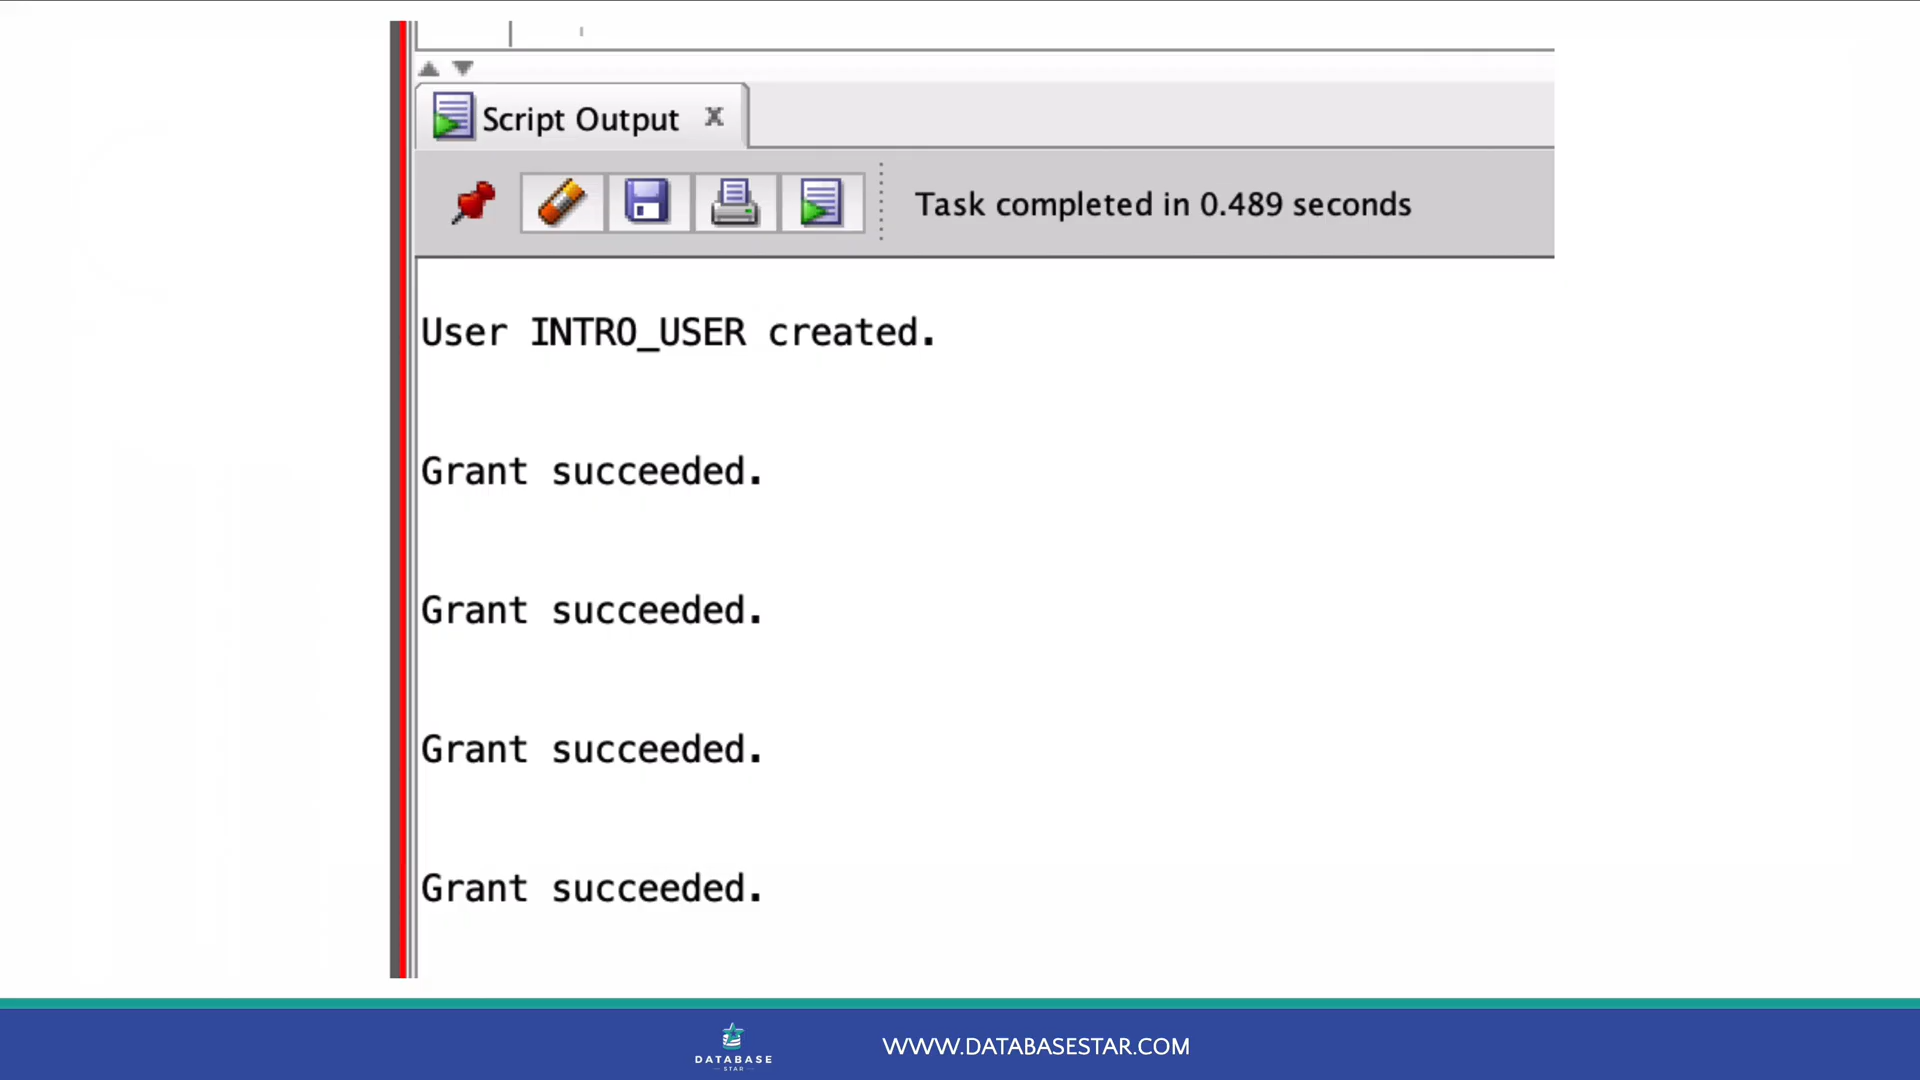 Script Output X
Task completed in 0.489 seconds
User INTRO_USER created.
Grant succeeded.
Grant succeeded.
Grant succeeded.
Grant succeeded.
DATABASE
STAR
WWW.DATABASESTAR.COM